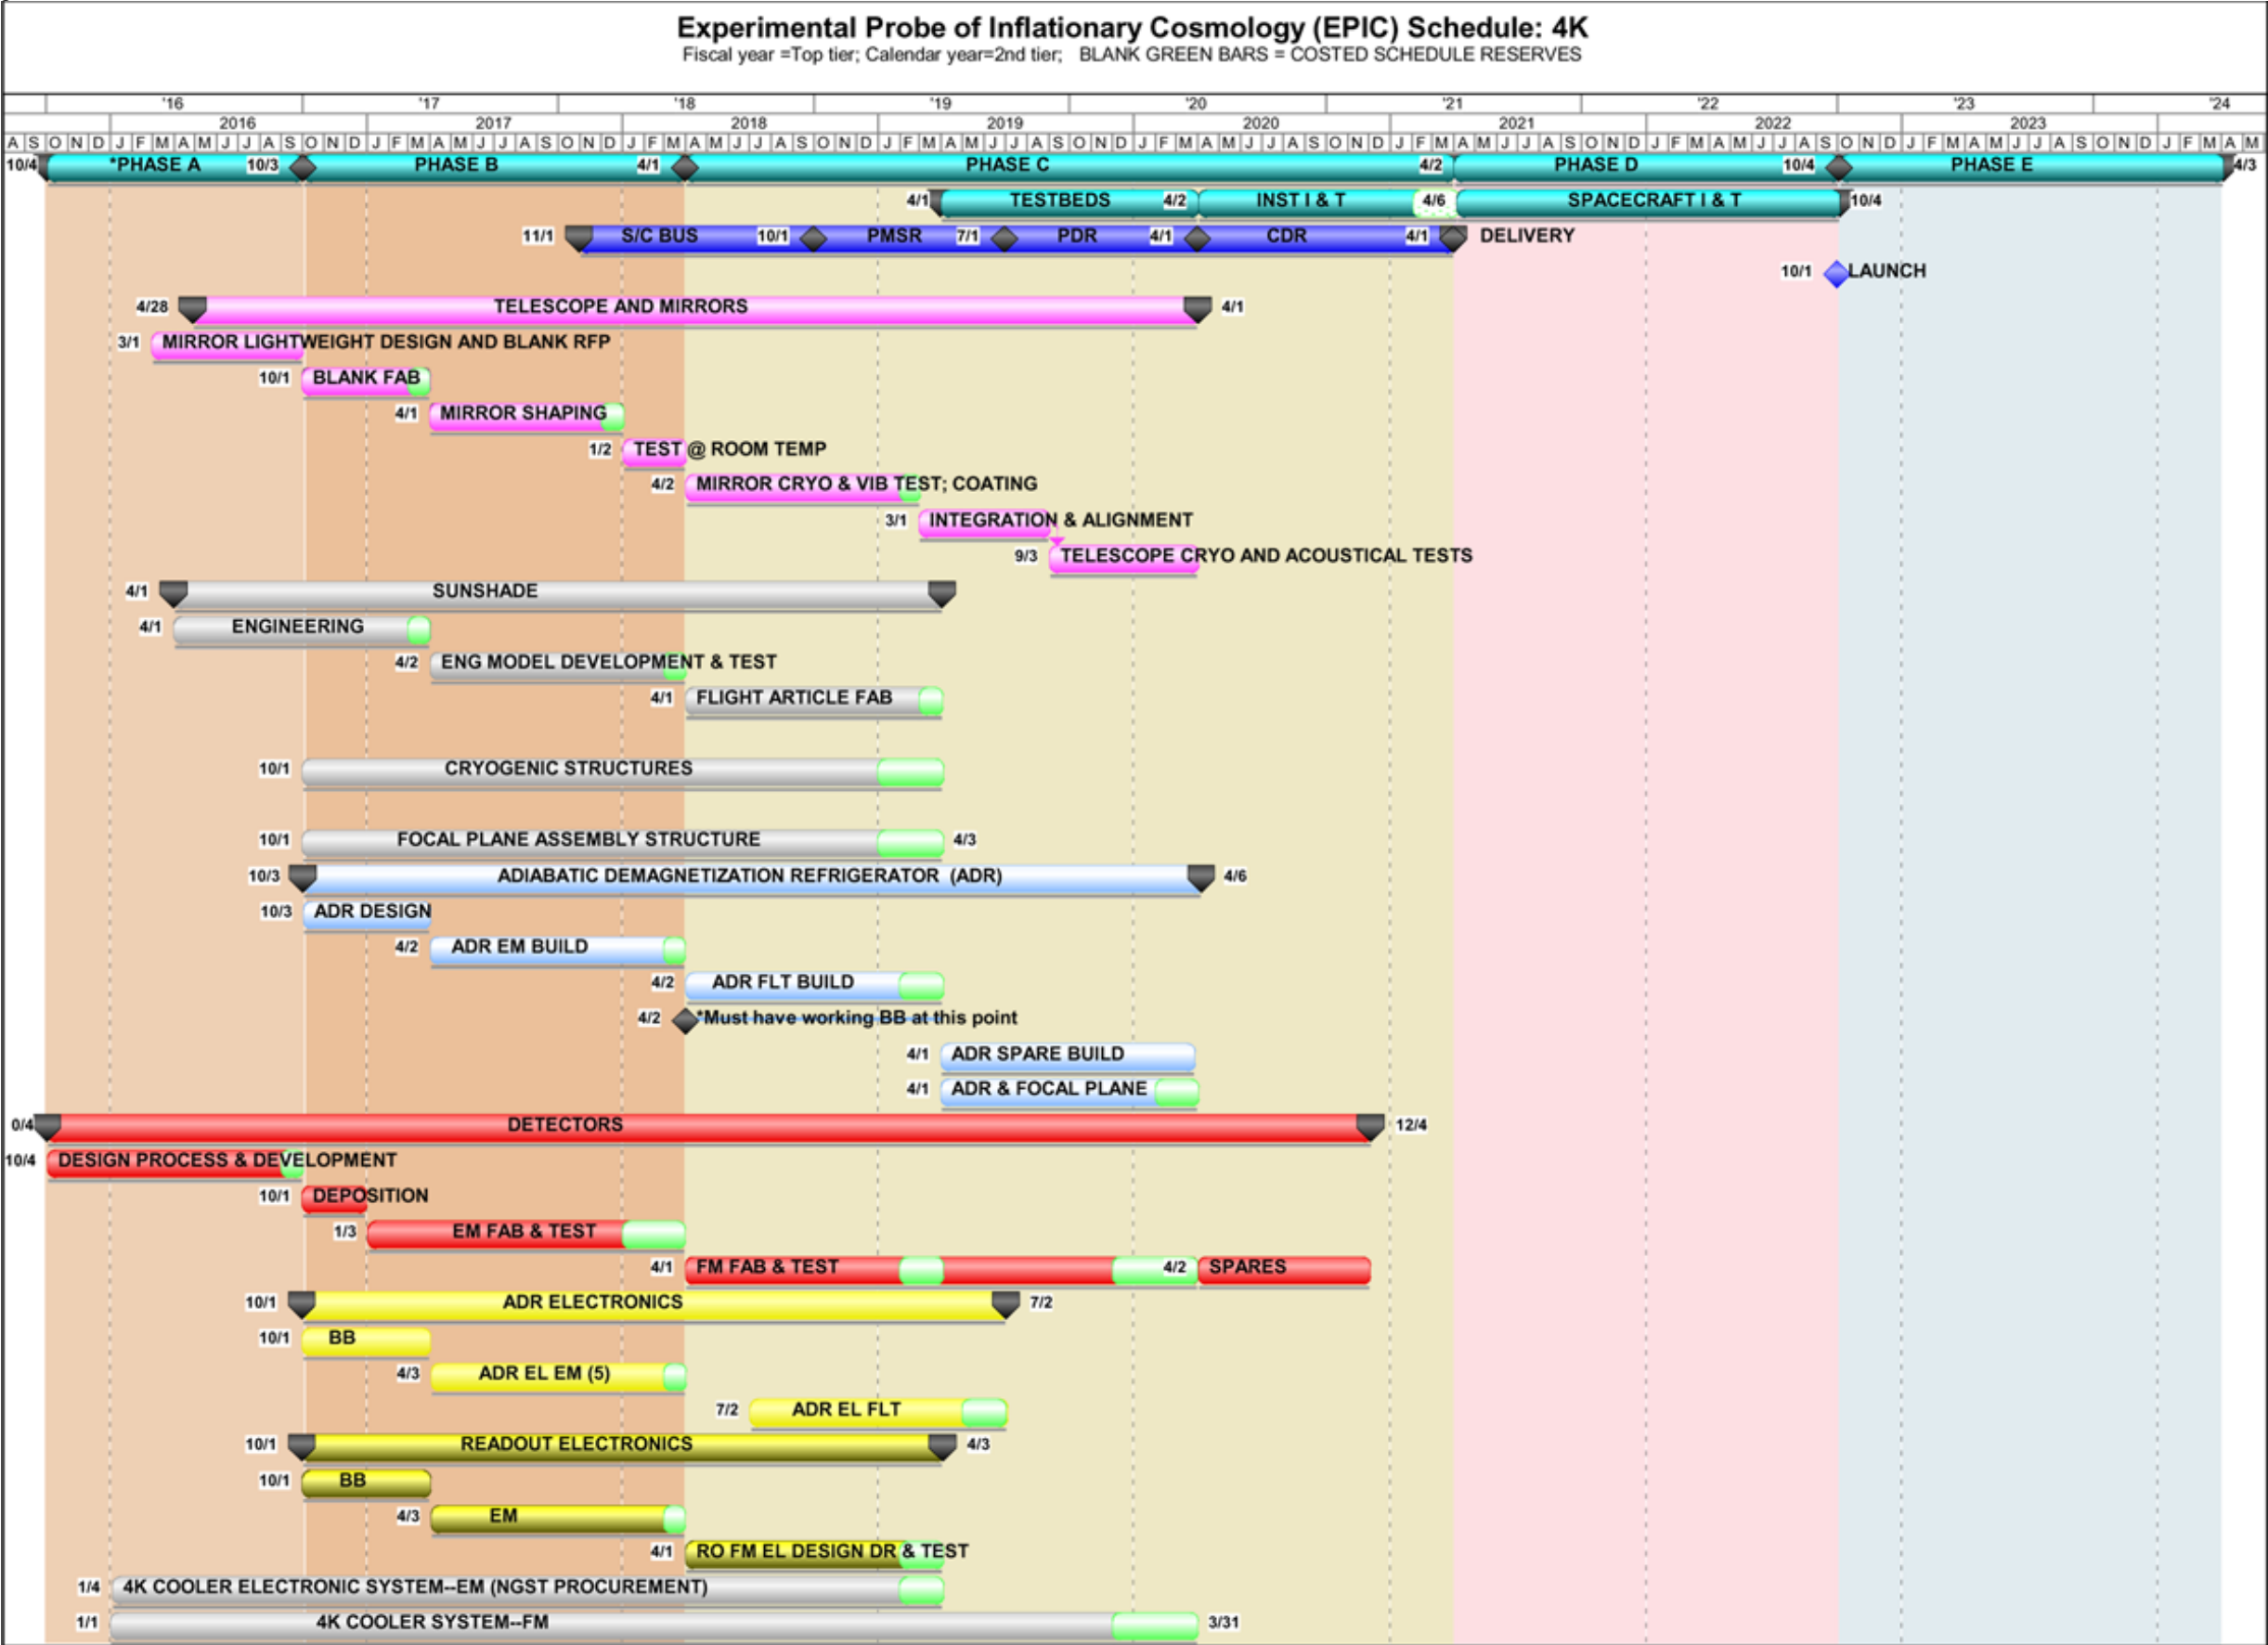 Experimental Probe of Inflationary Cosmology (EPIC) Schedule: 4K
Fiscal year =Top tier; Calendar year=2nd tier;   BLANK GREEN BARS = COSTED SCHEDULE RESERVES
'16 '17 '18 '19 '20 '21 '22 '23 '24
2016 2017 2018 2019 2020 2021 2022 2023
A S O N D J F M A M J J A S O N D J F M A M J J A S O N D J F M A M J J A S O N D J F M A M J J A S O N D J F M A M J J A S O N D J F M A M J J A S O N D J F M A M J J A S O N D J F M A M J J A S O N D J F M A M
10/4 *PHASE A 10/3 PHASE B 4/1 PHASE C 4/2 PHASE D 10/4 PHASE E 4/3
4/1 TESTBEDS 4/2 INST I & T 4/6 SPACECRAFT I & T 10/4
11/1 S/C BUS 10/1 PMSR 7/1 PDR 4/1 CDR 4/1 DELIVERY
10/1 LAUNCH
4/28 TELESCOPE AND MIRRORS 4/1
3/1 MIRROR LIGHTWEIGHT DESIGN AND BLANK RFP
10/1 BLANK FAB
4/1 MIRROR SHAPING
1/2 TEST @ ROOM TEMP
4/2 MIRROR CRYO & VIB TEST; COATING
3/1 INTEGRATION & ALIGNMENT
9/3 TELESCOPE CRYO AND ACOUSTICAL TESTS
4/1 SUNSHADE
4/1 ENGINEERING
4/2 ENG MODEL DEVELOPMENT & TEST
4/1 FLIGHT ARTICLE FAB
10/1 CRYOGENIC STRUCTURES
10/1 FOCAL PLANE ASSEMBLY STRUCTURE 4/3
10/3 ADIABATIC DEMAGNETIZATION REFRIGERATOR (ADR) 4/6
10/3 ADR DESIGN
4/2 ADR EM BUILD
4/2 ADR FLT BUILD
4/2 *Must have working BB at this point
4/1 ADR SPARE BUILD
4/1 ADR & FOCAL PLANE
0/4 DETECTORS 12/4
10/4 DESIGN PROCESS & DEVELOPMENT
10/1 DEPOSITION
1/3 EM FAB & TEST
4/1 FM FAB & TEST 4/2 SPARES
10/1 ADR ELECTRONICS 7/2
10/1 BB
4/3 ADR EL EM (5)
7/2 ADR EL FLT
10/1 READOUT ELECTRONICS 4/3
10/1 BB
4/3 EM
4/1 RO FM EL DESIGN DR & TEST
1/4 4K COOLER ELECTRONIC SYSTEM--EM (NGST PROCUREMENT)
1/1 4K COOLER SYSTEM--FM 3/31